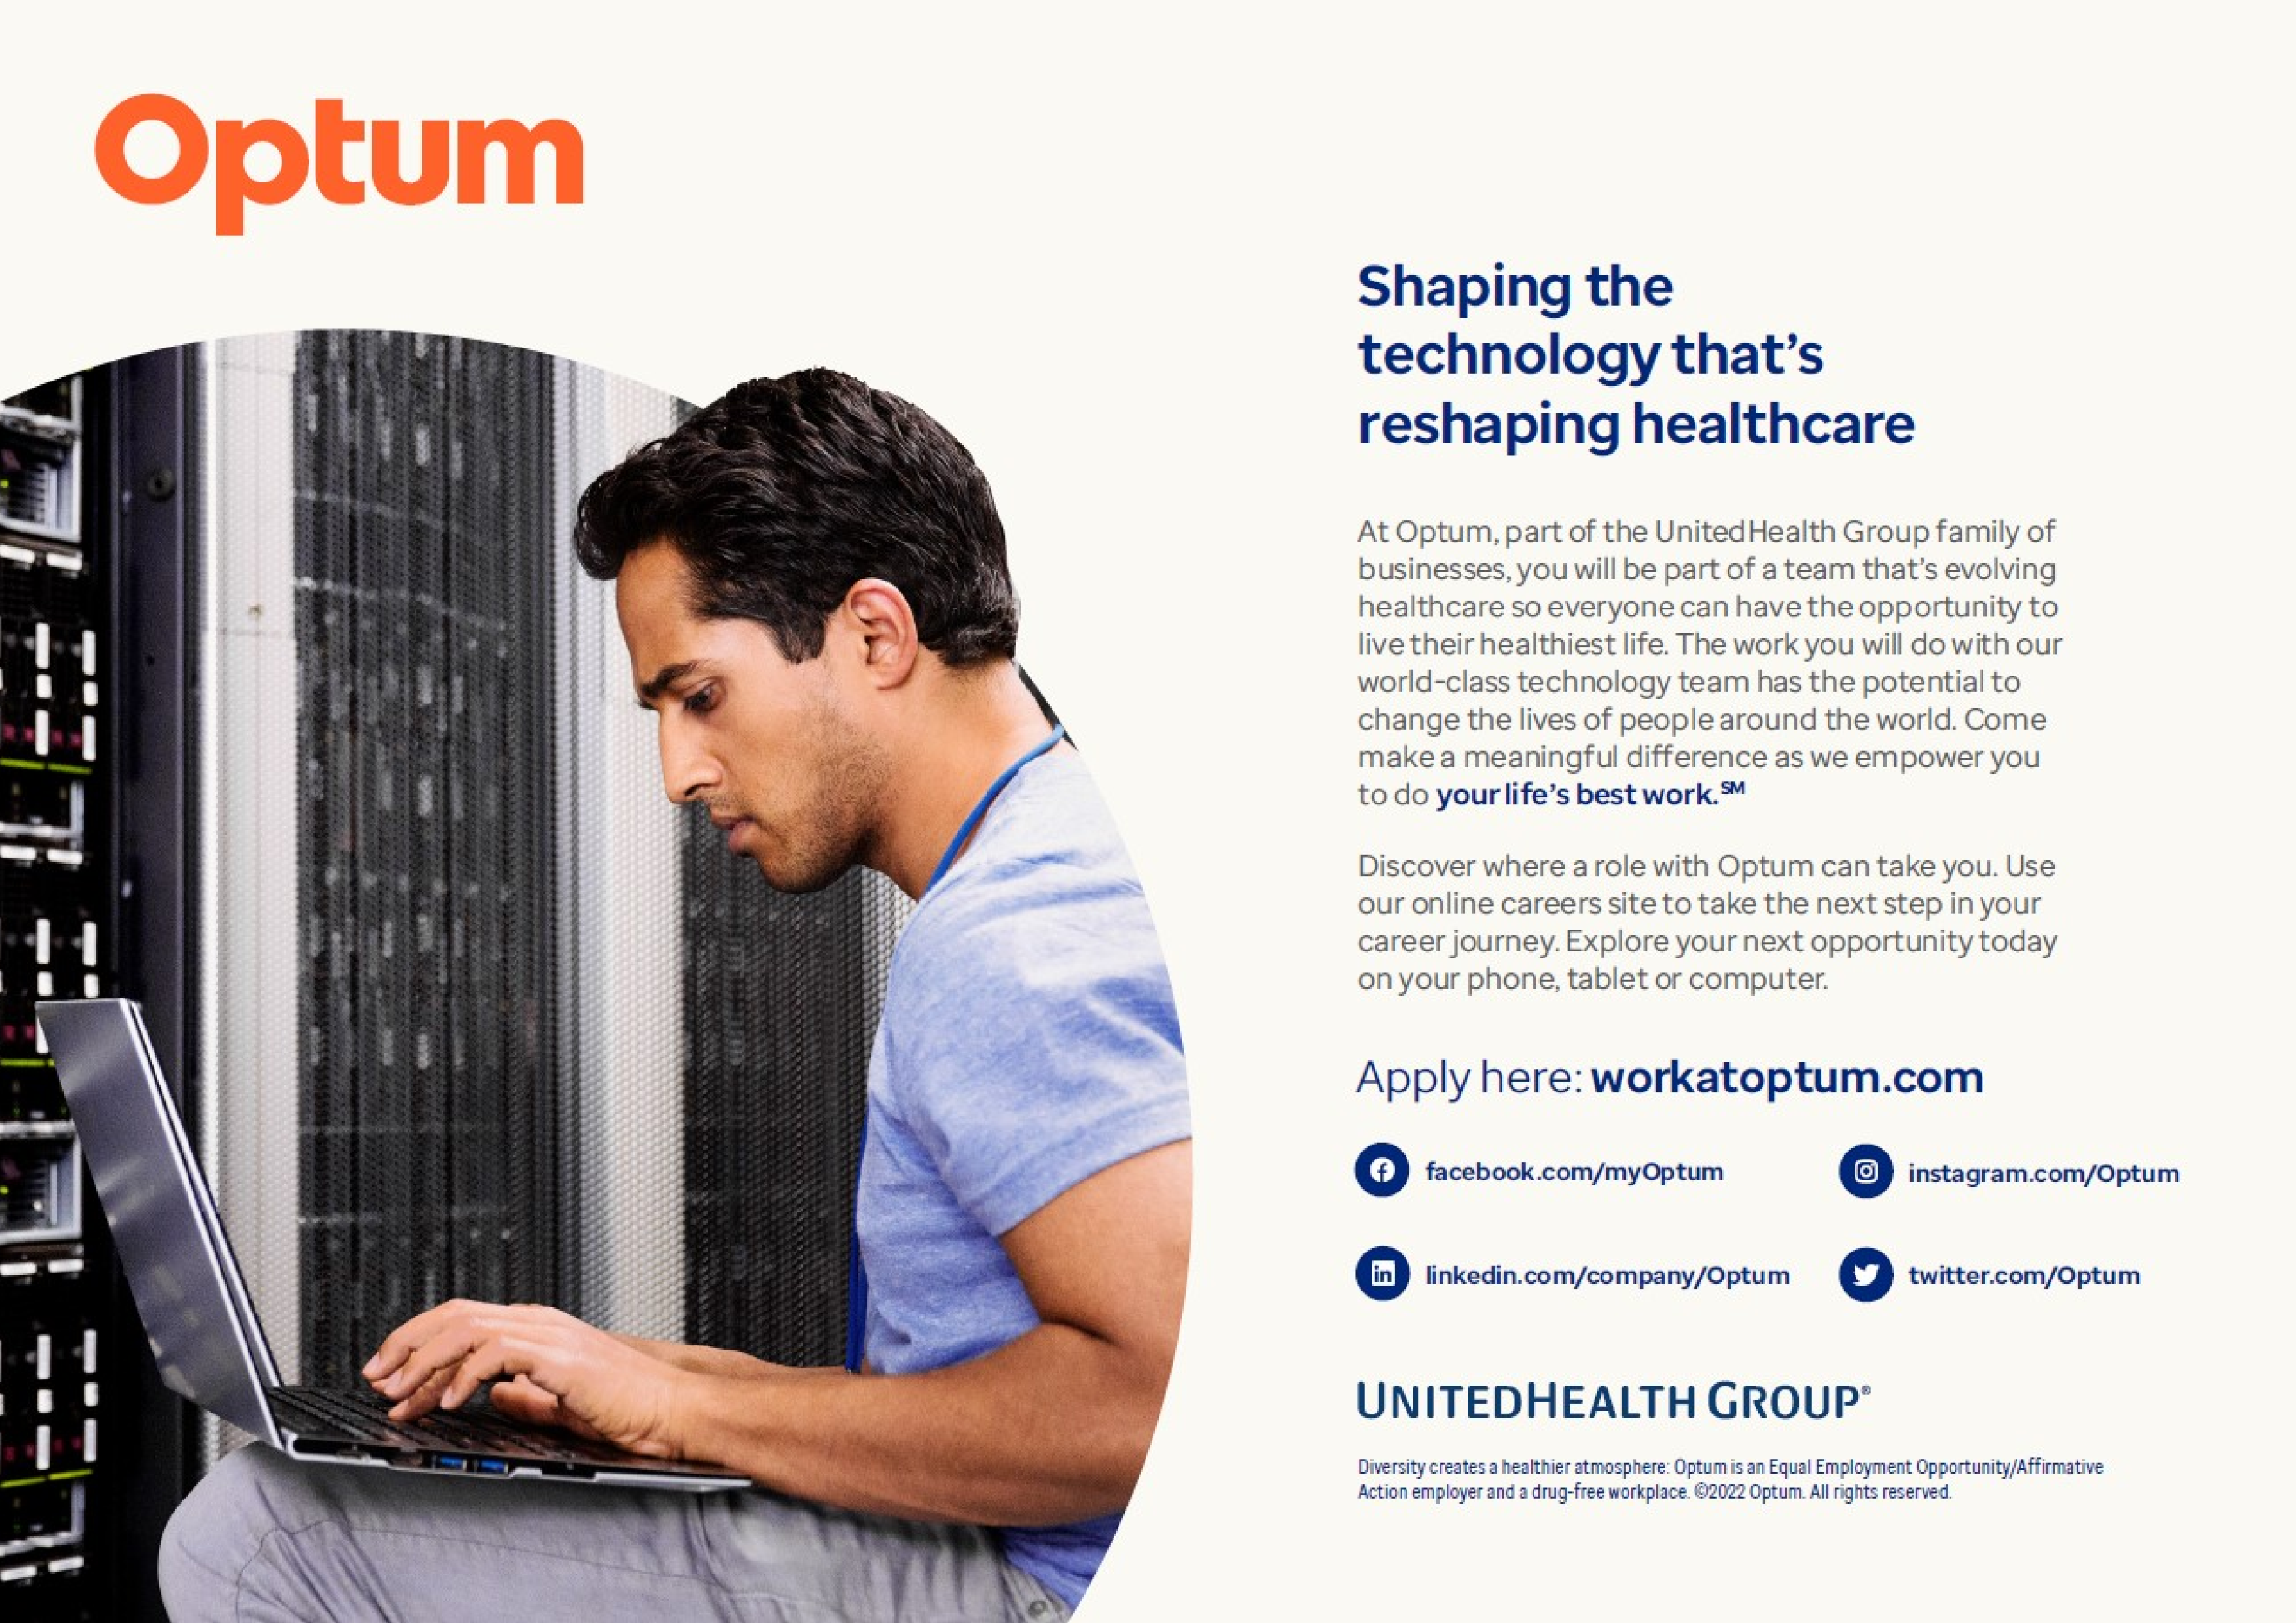 Optum
Shaping the
technology that's
reshaping healthcare
At Optum, part of the UnitedHealth Group family of
businesses, you will be part of a team that's evolving
healthcare so everyone can have the opportunity to
live their healthiest life. The work you will do with our
world-class technology team has the potential to
change the lives of people around the world. Come
make a meaningful difference as we empower you
to do your life's best work.℠
Discover where a role with Optum can take you. Use
our online careers site to take the next step in your
career journey. Explore your next opportunity today
on your phone, tablet or computer.
Apply here: workatoptum.com
facebook.com/myOptum
instagram.com/Optum
linkedin.com/company/Optum
twitter.com/Optum
UNITEDHEALTH GROUP®
Diversity creates a healthier atmosphere: Optum is an Equal Employment Opportunity/Affirmative
Action employer and a drug-free workplace. ©2022 Optum. All rights reserved.